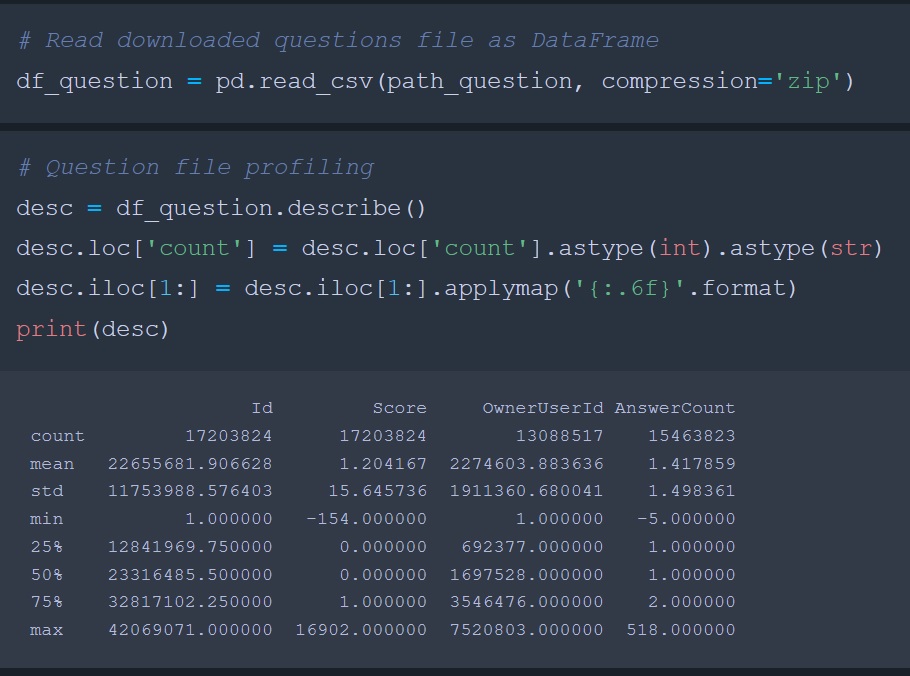 # Read downloaded questions file as DataFrame
df_question = pd.read_csv(path_question, compression='zip')
# Question file profiling
desc = df_question.describe()
desc.loc['count'] = desc.loc['count'].astype(int).astype(str)
desc.iloc[1:] = desc.iloc[1:].applymap('{:.6f}'.format)
print(desc)
Id Score OwnerUserId AnswerCount
count 17203824 17203824 13088517 15463823
mean 22655681.906628 1.204167 2274603.883636 1.417859
std 11753988.576403 15.645736 1911360.680041 1.498361
min 1.000000 -154.000000 1.000000 -5.000000
25% 12841969.750000 0.000000 692377.000000 1.000000
50% 23316485.500000 0.000000 1697528.000000 1.000000
75% 32817102.250000 1.000000 3546476.000000 2.000000
max 42069071.000000 16902.000000 7520803.000000 518.000000